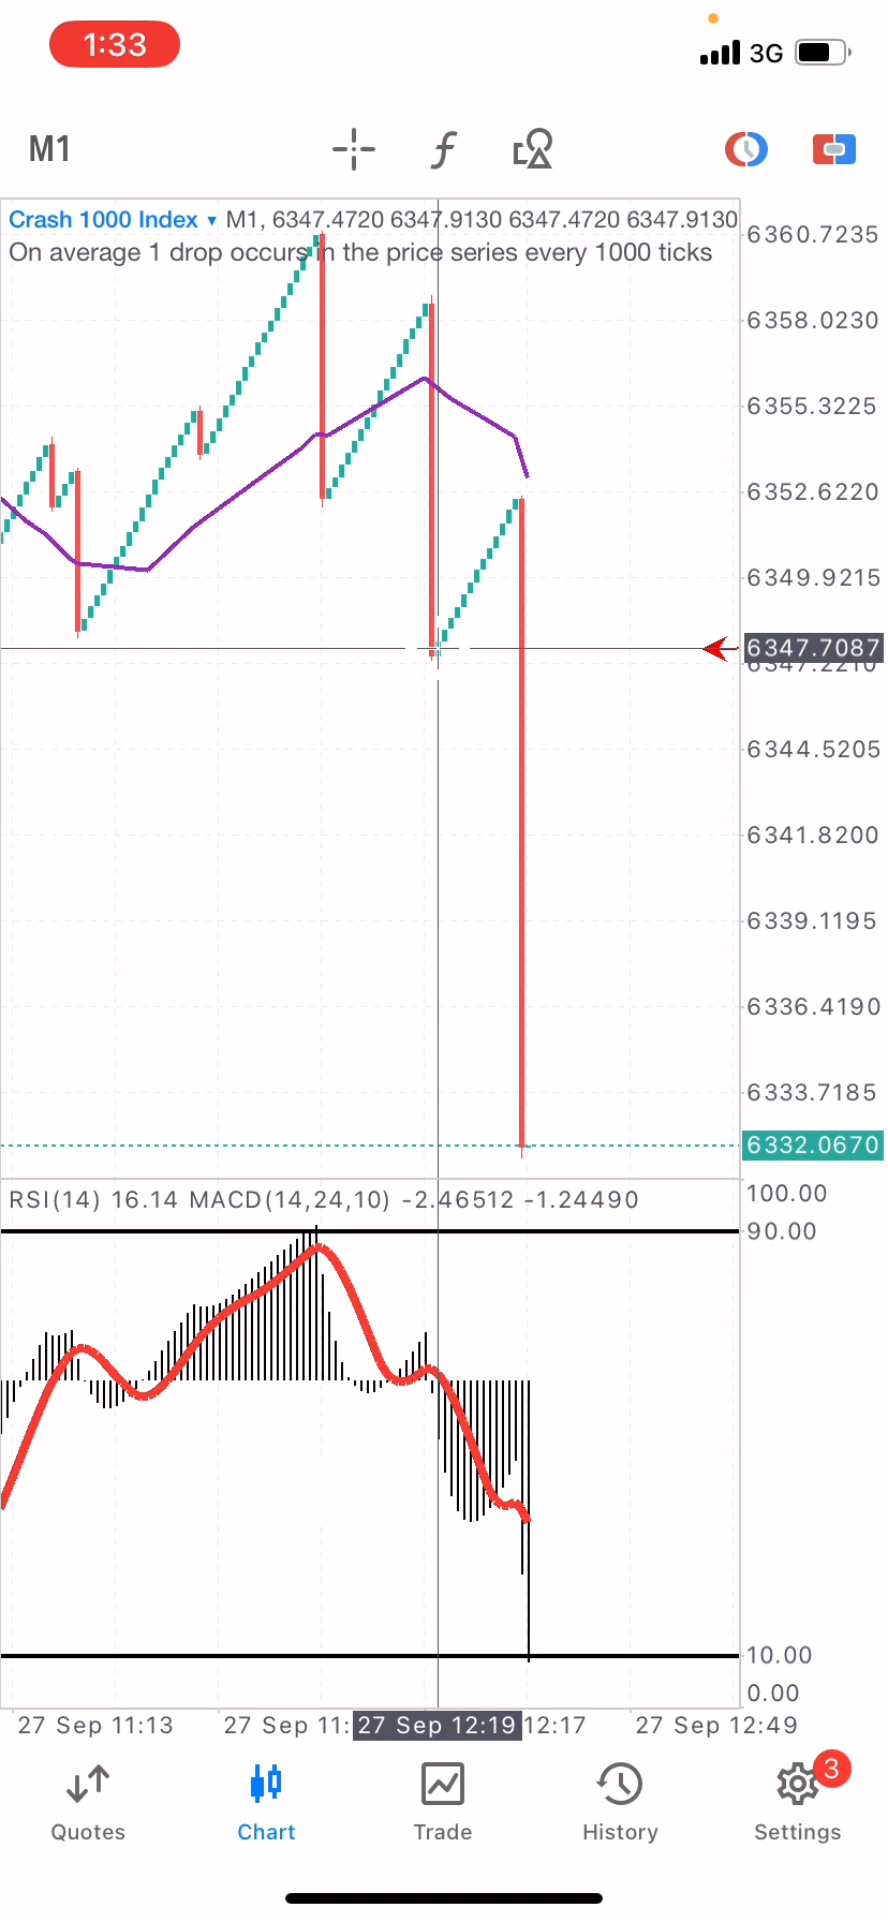 1:33
3G
M1
Crash 1000 Index ▾ M1, 6347.4720 6347.9130 6347.4720 6347.9130
On average 1 drop occurs in the price series every 1000 ticks
6360.7235
6358.0230
6355.3225
6352.6220
6349.9215
6347.7087
6347.2210
6344.5205
6341.8200
6339.1195
6336.4190
6333.7185
6332.0670
RSI(14) 16.14 MACD(14,24,10) -2.46512 -1.24490
100.00
90.00
10.00
0.00
27 Sep 11:13 27 Sep 11: 27 Sep 12:19 12:17 27 Sep 12:49
3
Quotes Chart Trade History Settings